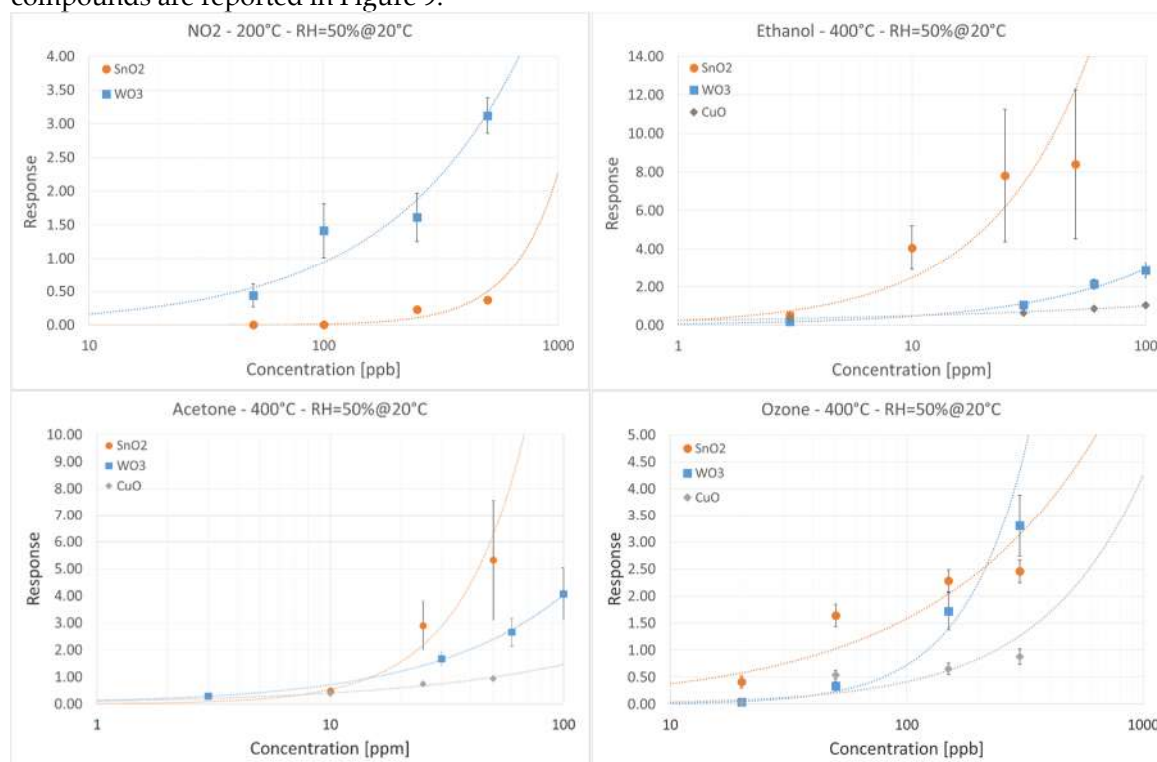 compounds are reported in Figure 9.
NO2 - 200°C - RH=50%@20°C
4.00
3.50
3.00
2.50
2.00
1.50
1.00
0.50
0.00
Response
SnO2
WO3
10
100
1000
Concentration [ppb]
Ethanol - 400°C - RH=50%@20°C
14.00
12.00
10.00
8.00
6.00
4.00
2.00
0.00
Response
SnO2
WO3
CuO
1
10
100
Concentration [ppm]
Acetone - 400°C - RH=50%@20°C
10.00
9.00
8.00
7.00
6.00
5.00
4.00
3.00
2.00
1.00
0.00
Response
SnO2
WO3
CuO
1
10
100
Concentration [ppm]
Ozone - 400°C - RH=50%@20°C
5.00
4.50
4.00
3.50
3.00
2.50
2.00
1.50
1.00
0.50
0.00
Response
SnO2
WO3
CuO
10
100
1000
Concentration [ppb]